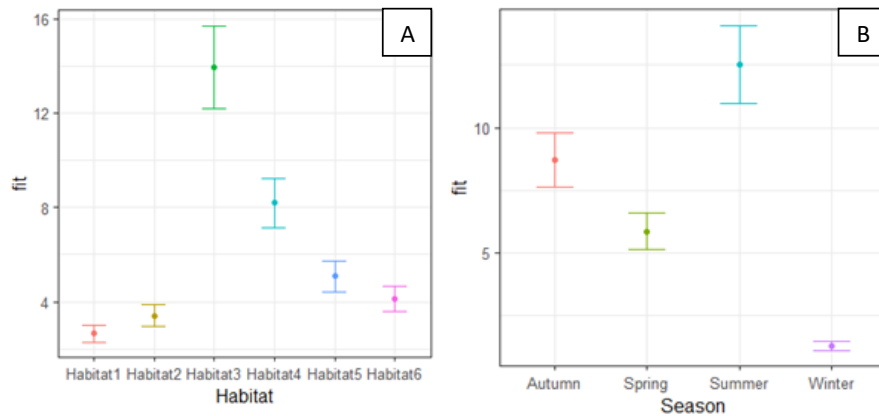 A
16
12
8
4
fit
Habitat1 Habitat2 Habitat3 Habitat4 Habitat5 Habitat6
Habitat
B
10
5
fit
Autumn Spring Summer Winter
Season